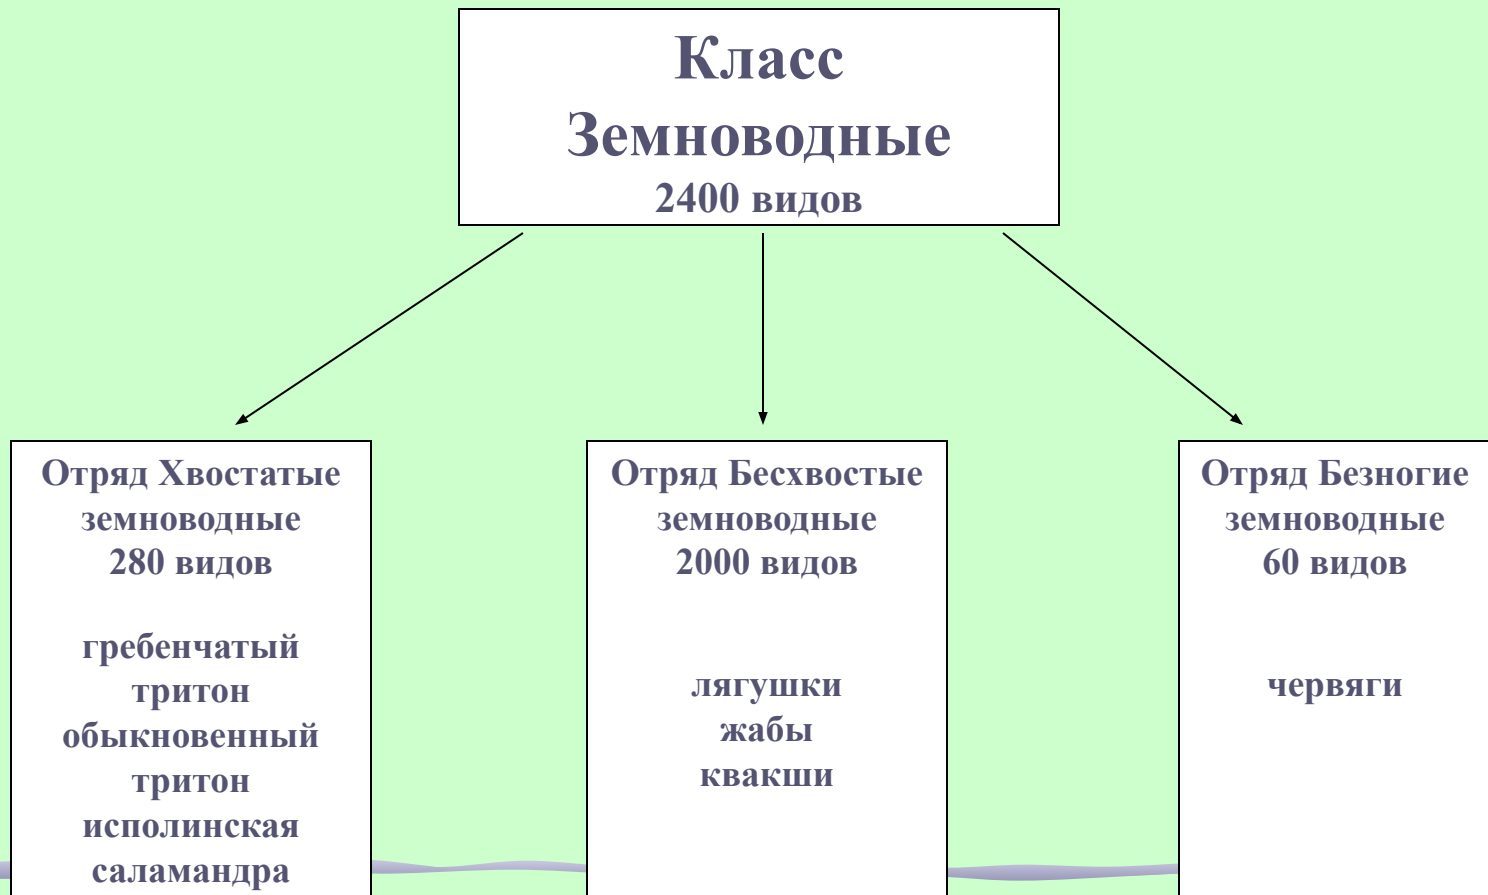 Класс
Земноводные
2400 видов
Отряд Хвостатые
земноводные
280 видов
гребенчатый
тритон
обыкновенный
тритон
исполинская
саламандра
Отряд Бесхвостые
земноводные
2000 видов
лягушки
жабы
квакши
Отряд Безногие
земноводные
60 видов
червяги